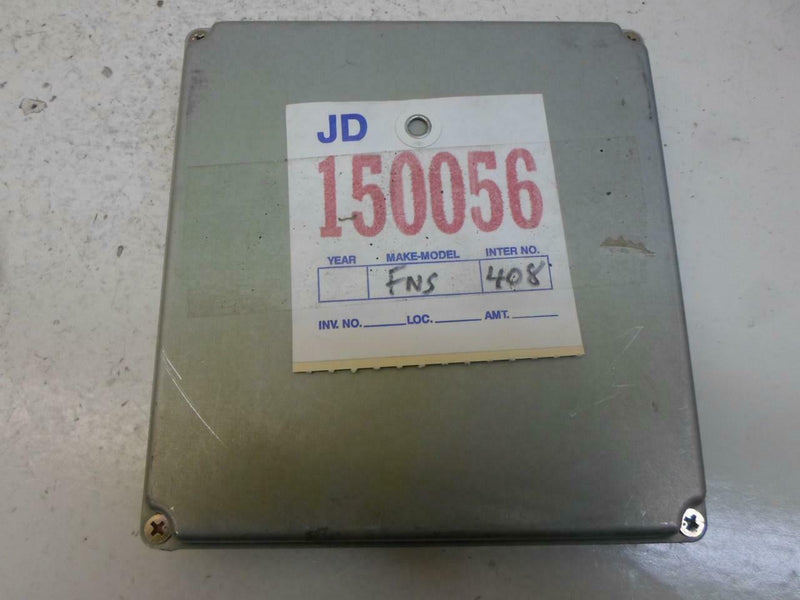 JD
150056
YEAR MAKE-MODEL INTER NO.
FNS 408
INV. NO. LOC. AMT.